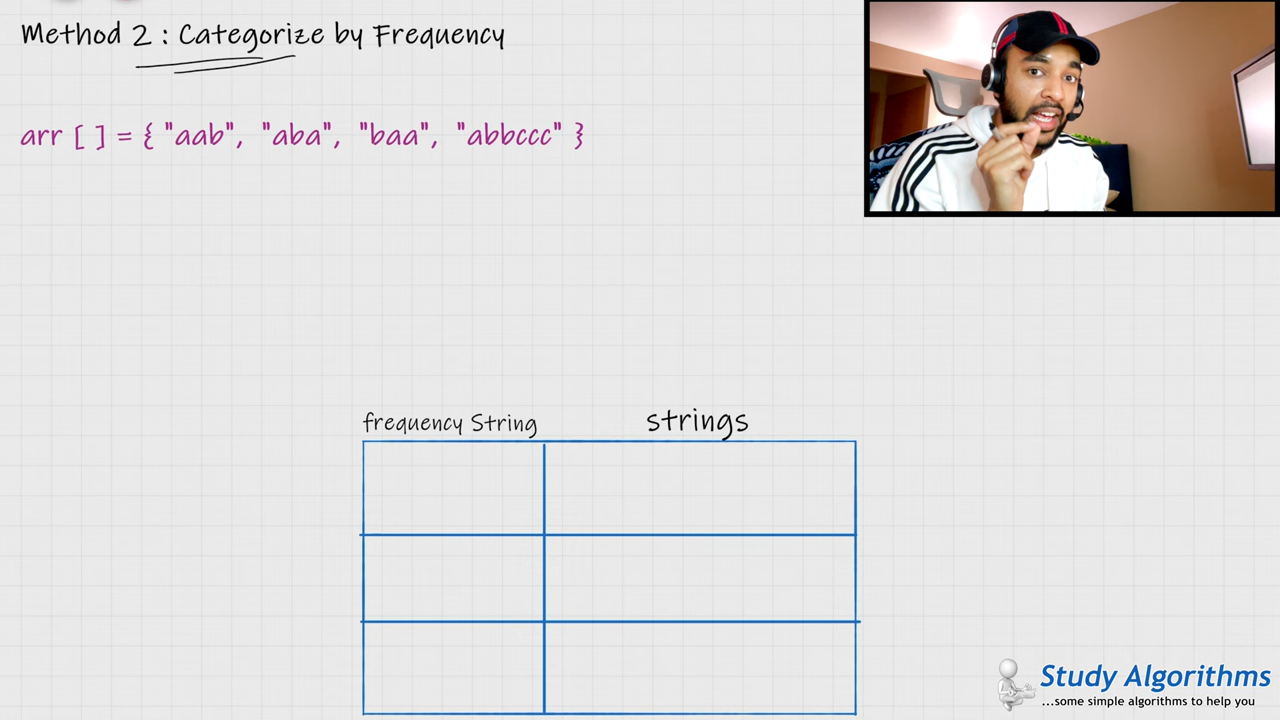 Method 2 : Categorize by Frequency
arr [ ] = { "aab", "aba", "baa", "abbccc" }
frequency String
strings
Study Algorithms
...some simple algorithms to help you